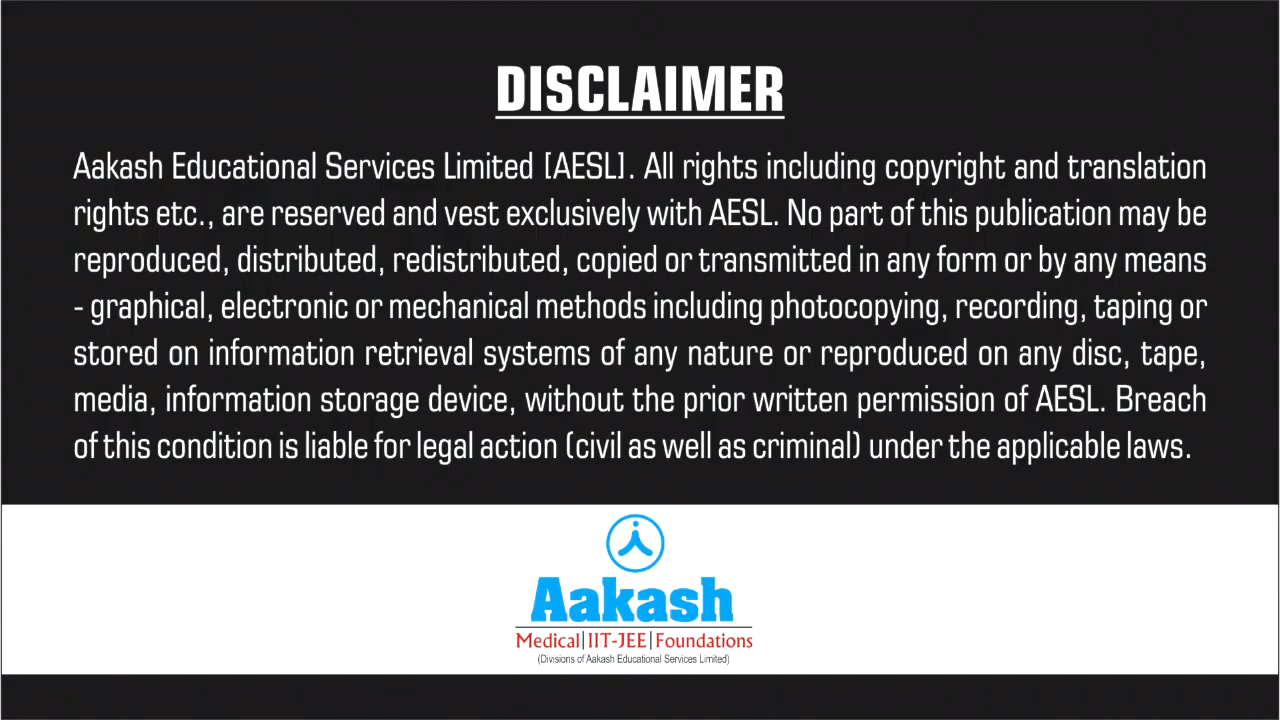 DISCLAIMER
Aakash Educational Services Limited [AESL]. All rights including copyright and translation
rights etc., are reserved and vest exclusively with AESL. No part of this publication may be
reproduced, distributed, redistributed, copied or transmitted in any form or by any means
- graphical, electronic or mechanical methods including photocopying, recording, taping or
stored on information retrieval systems of any nature or reproduced on any disc, tape,
media, information storage device, without the prior written permission of AESL. Breach
of this condition is liable for legal action (civil as well as criminal) under the applicable laws.
Aakash
Medical|IIT-JEE|Foundations
(Divisions of Aakash Educational Services Limited)